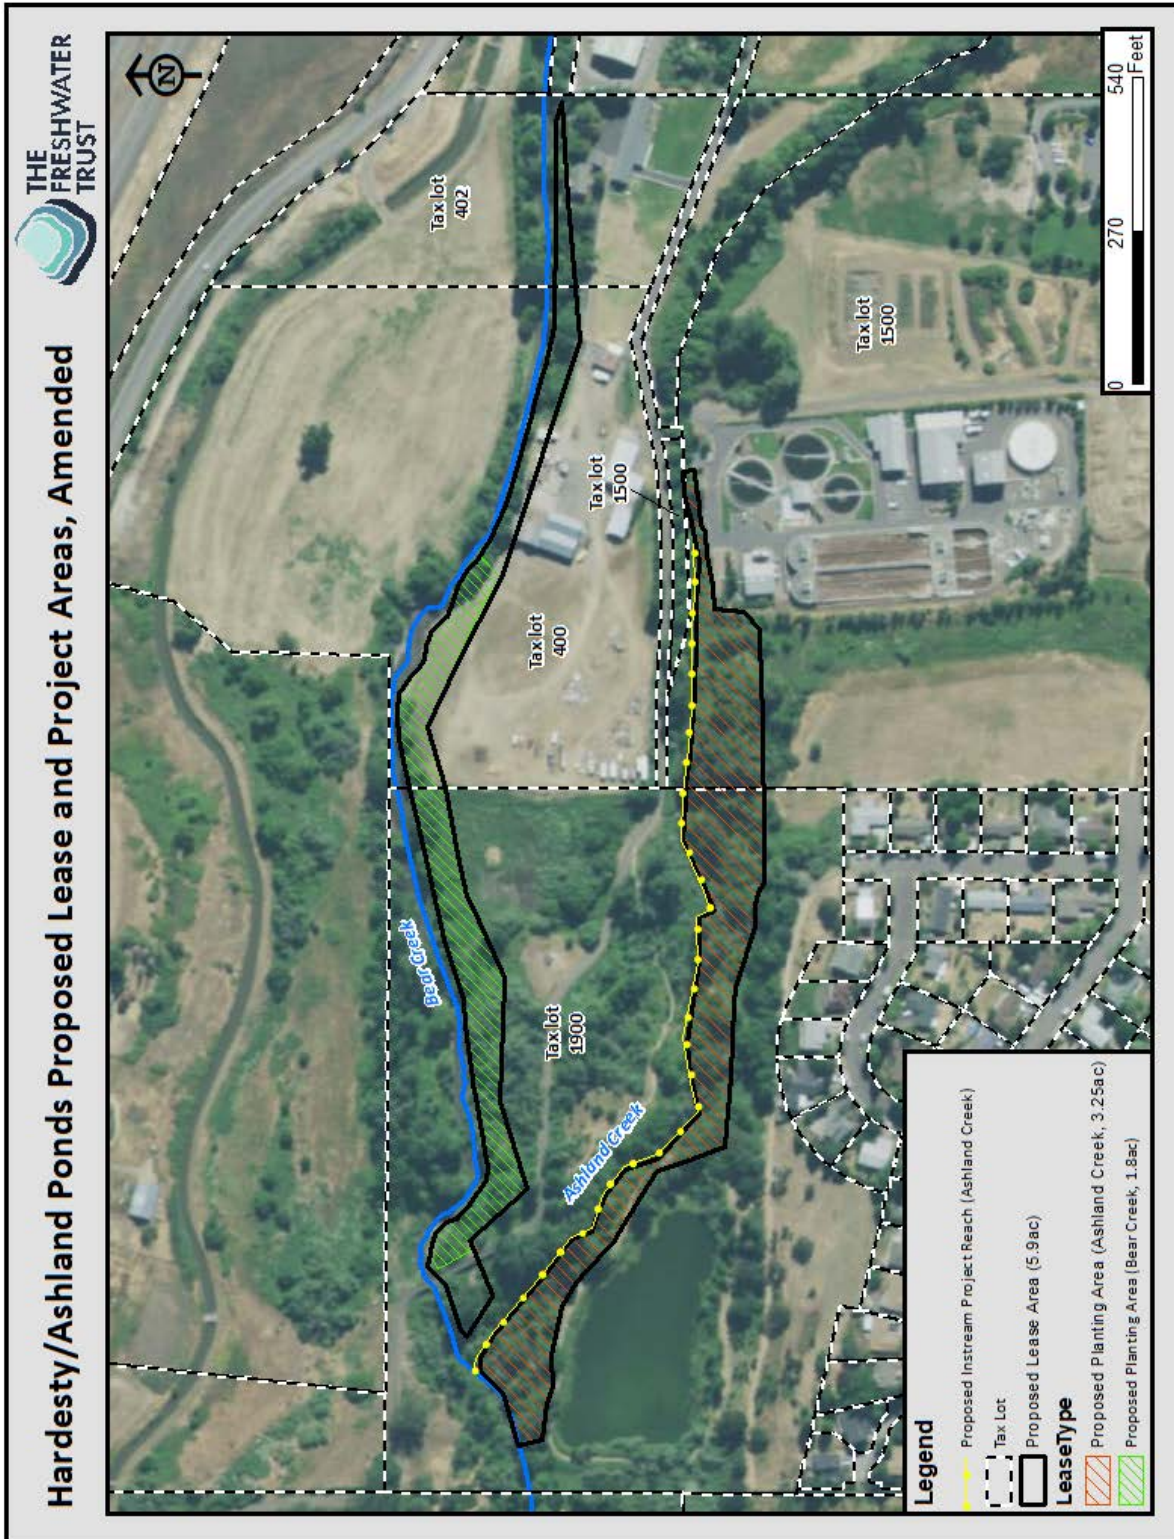 Hardesty/Ashland Ponds Proposed Lease and Project Areas, Amended
THE
FRESHWATER
TRUST
N
Tax lot
402
Bear Creek
Tax lot
400
Tax lot
1500
Tax lot
1500
Tax lot
1900
Ashland Creek
0
270
540
Feet
Legend
Proposed Instream Project Reach (Ashland Creek)
Tax Lot
Proposed Lease Area (5.9ac)
LeaseType
Proposed Planting Area (Ashland Creek, 3.25ac)
Proposed Planting Area (Bear Creek, 1.8ac)